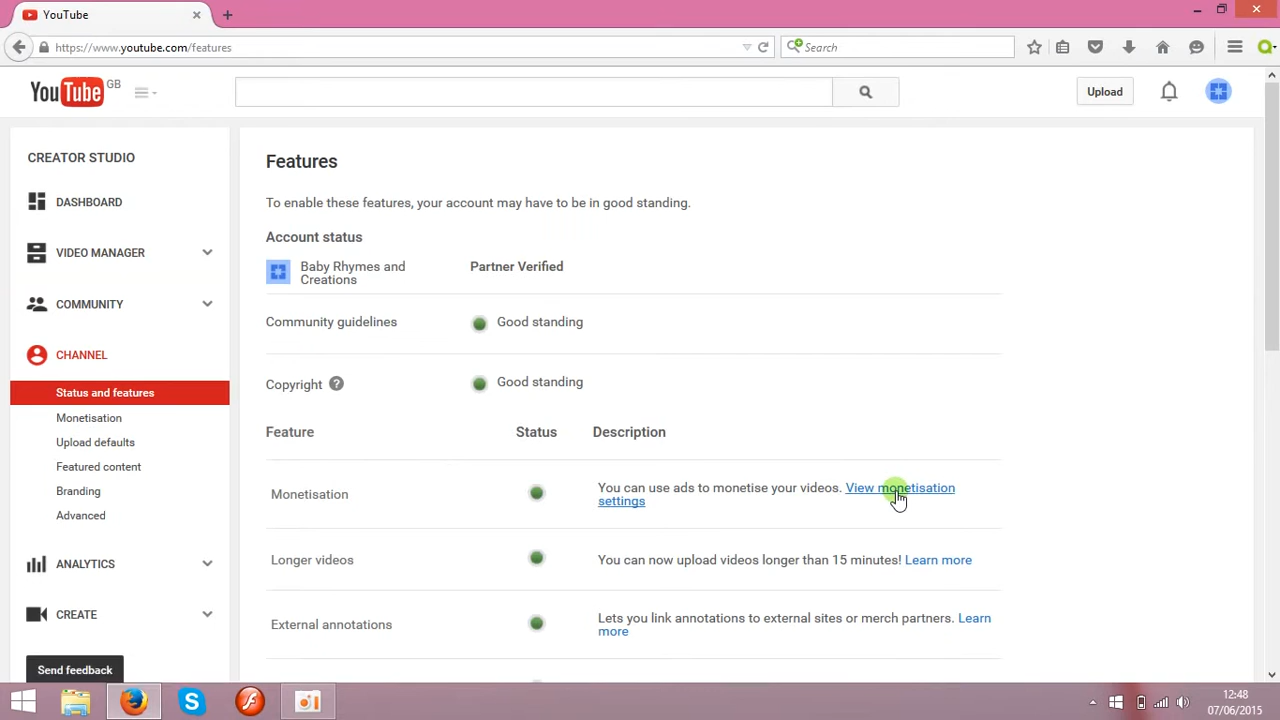 YouTube
https://www.youtube.com/features
Search
YouTube GB
Upload
CREATOR STUDIO
DASHBOARD
VIDEO MANAGER
COMMUNITY
CHANNEL
Status and features
Monetisation
Upload defaults
Featured content
Branding
Advanced
ANALYTICS
CREATE
Send feedback
Features
To enable these features, your account may have to be in good standing.
Account status
Baby Rhymes and
Creations
Partner Verified
Community guidelines
Good standing
Copyright ?
Good standing
Feature Status Description
Monetisation
You can use ads to monetise your videos. View monetisation
settings
Longer videos
You can now upload videos longer than 15 minutes! Learn more
External annotations
Lets you link annotations to external sites or merch partners. Learn
more
12:48
07/06/2015